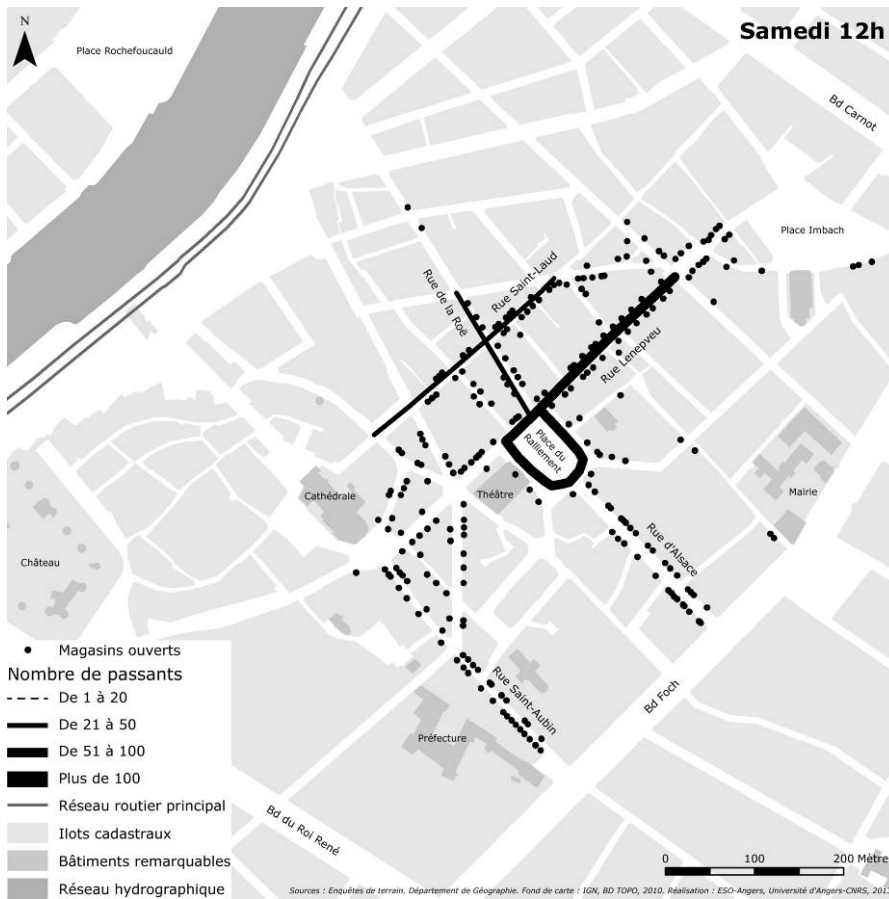 Samedi 12h
N
Place Rochefoucauld
Bd Carnot
Place Imbach
Rue Saint-Laud
Rue de la Roë
Rue Lenepveu
Place du
Ralliement
Cathédrale
Théâtre
Mairie
Château
Rue d'Alsace
Rue Saint-Aubin
Bd Foch
Préfecture
Bd du Roi René
Magasins ouverts
Nombre de passants
De 1 à 20
De 21 à 50
De 51 à 100
Plus de 100
Réseau routier principal
Ilots cadastraux
Bâtiments remarquables
Réseau hydrographique
0 100 200 Mètre
Sources : Enquêtes de terrain. Département de Géographie. Fond de carte : IGN, BD TOPO, 2010. Réalisation : ESO-Angers, Université d'Angers-CNRS,